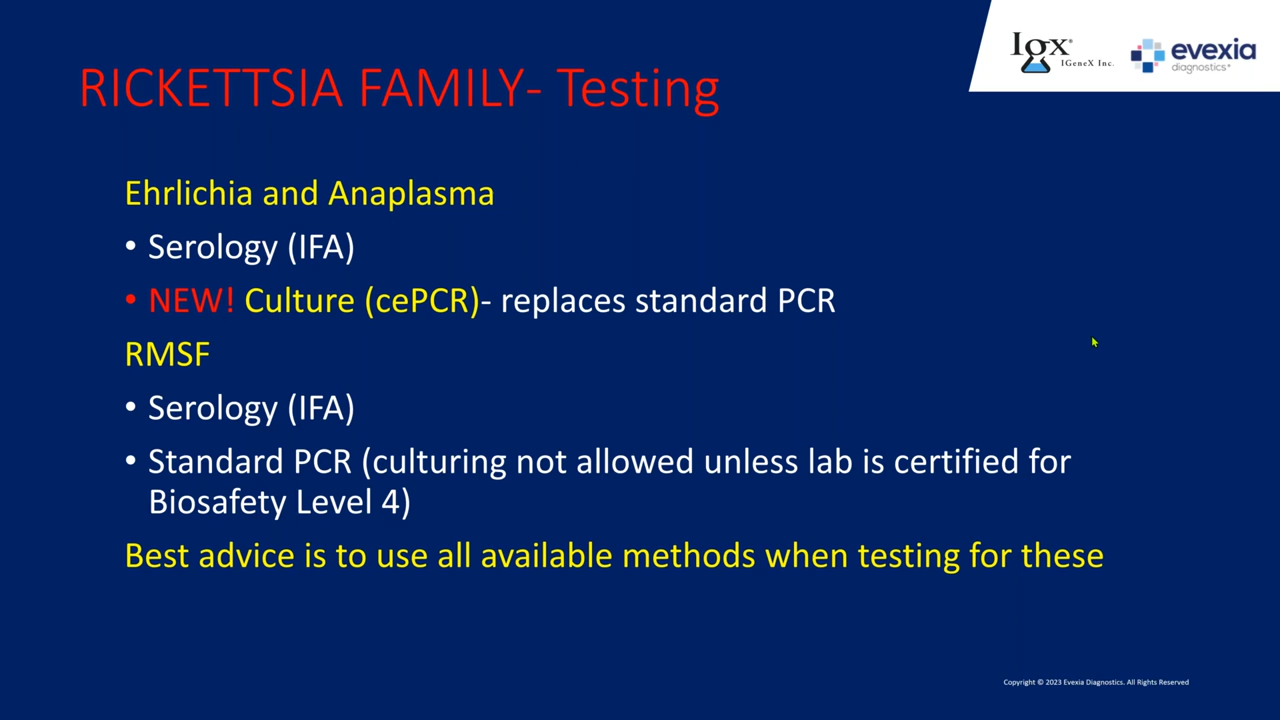 Igx®
IGeneX Inc.
evexia
diagnostics®
RICKETTSIA FAMILY- Testing
Ehrlichia and Anaplasma
• Serology (IFA)
• NEW! Culture (cePCR)- replaces standard PCR
RMSF
• Serology (IFA)
• Standard PCR (culturing not allowed unless lab is certified for
Biosafety Level 4)
Best advice is to use all available methods when testing for these
Copyright © 2023 Evexia Diagnostics. All Rights Reserved